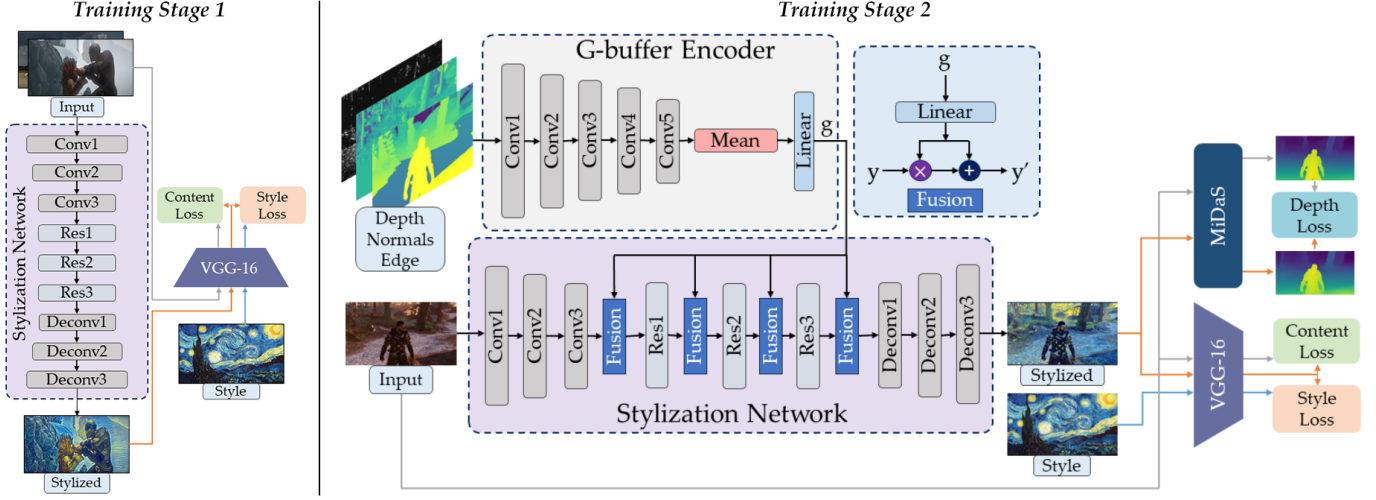 Training Stage 1
Input
Stylization Network
Conv1
Conv2
Conv3
Res1
Res2
Res3
Deconv1
Deconv2
Deconv3
Stylized
Content
Loss
Style
Loss
VGG-16
Style
Training Stage 2
G-buffer Encoder
Conv1
Conv2
Conv3
Conv4
Conv5
Mean
Linear
g
Depth
Normals
Edge
g
Linear
y
×
+
y′
Fusion
Input
Conv1
Conv2
Conv3
Fusion
Res1
Fusion
Res2
Fusion
Res3
Fusion
Deconv1
Deconv2
Deconv3
Stylization Network
Stylized
Style
MiDaS
Depth
Loss
VGG-16
Content
Loss
Style
Loss